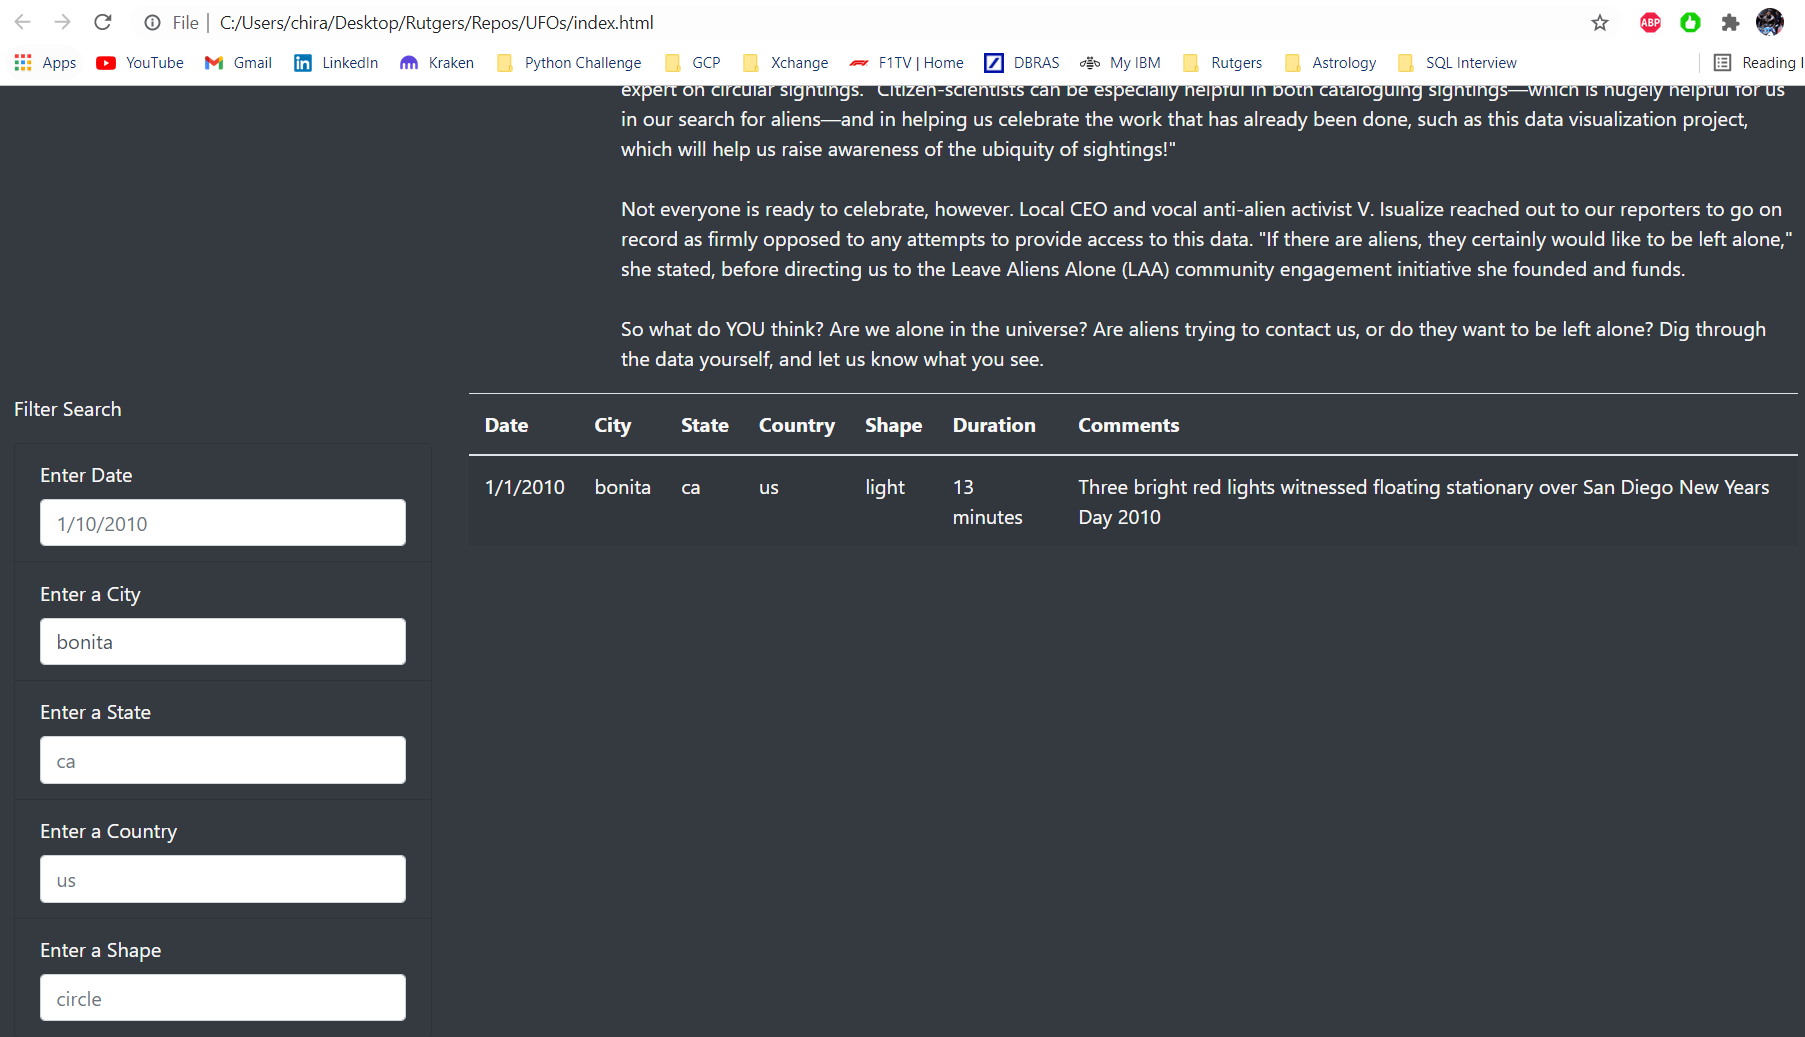 File | C:/Users/chira/Desktop/Rutgers/Repos/UFOs/index.html
ABP
Apps YouTube Gmail LinkedIn Kraken Python Challenge GCP Xchange F1TV | Home DBRAS My IBM Rutgers Astrology SQL Interview Reading
expert on circular sightings. "Citizen-scientists can be especially helpful in both cataloguing sightings—which is hugely helpful for us
in our search for aliens—and in helping us celebrate the work that has already been done, such as this data visualization project,
which will help us raise awareness of the ubiquity of sightings!"
Not everyone is ready to celebrate, however. Local CEO and vocal anti-alien activist V. Isualize reached out to our reporters to go on
record as firmly opposed to any attempts to provide access to this data. "If there are aliens, they certainly would like to be left alone,"
she stated, before directing us to the Leave Aliens Alone (LAA) community engagement initiative she founded and funds.
So what do YOU think? Are we alone in the universe? Are aliens trying to contact us, or do they want to be left alone? Dig through
the data yourself, and let us know what you see.
Filter Search
Enter Date
1/10/2010
Enter a City
bonita
Enter a State
ca
Enter a Country
us
Enter a Shape
circle
Date City State Country Shape Duration Comments
1/1/2010 bonita ca us light 13 Three bright red lights witnessed floating stationary over San Diego New Years
minutes Day 2010